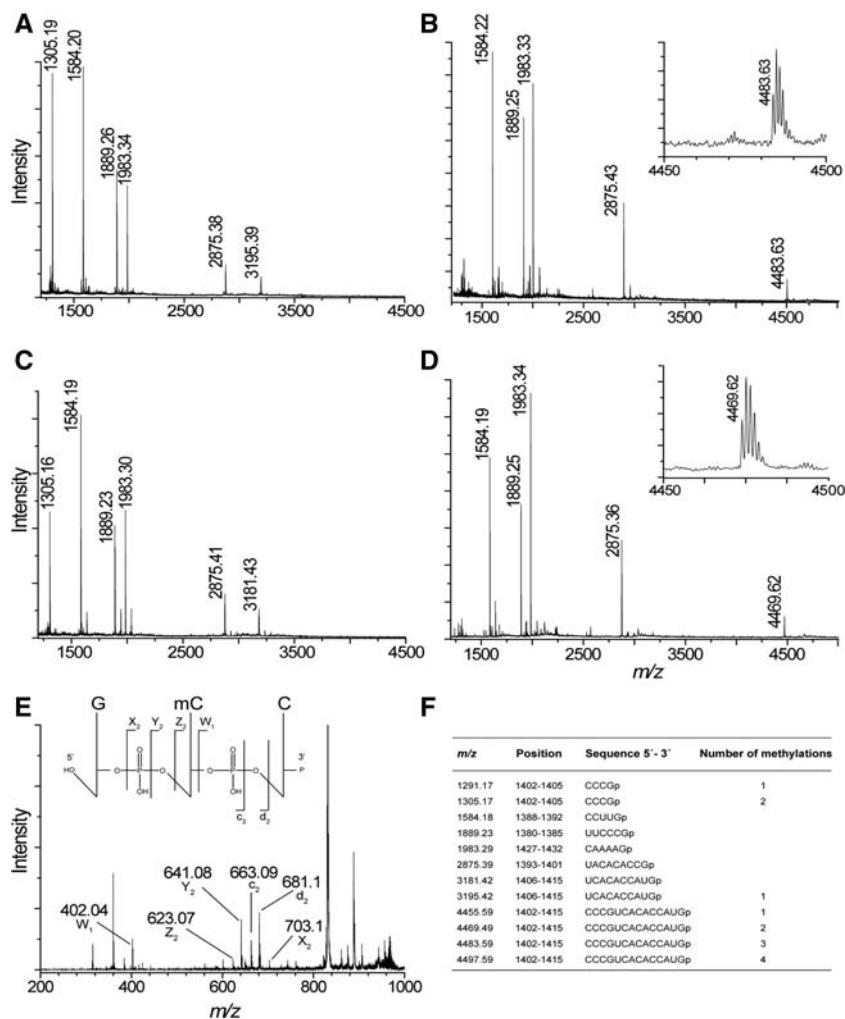 A
Intensity
1305.19
1584.20
1889.26
1983.34
2875.38
3195.39
1500
2500
3500
4500
B
1584.22
1889.25
1983.33
2875.43
4483.63
1500
2500
3500
4500
4483.63
4450
4500
C
Intensity
1305.16
1584.19
1889.23
1983.30
2875.41
3181.43
1500
2500
3500
4500
D
1584.19
1889.25
1983.34
2875.36
4469.62
1500
2500
3500
4500
m/z
4469.62
4450
4500
E
Intensity
G mC C
X2 Y2 Z2 W1
5´ HO O P O O P O 3´ P
O O
OH OH
c2 d2
402.04
W1
623.07
Z2
641.08
Y2
663.09
c2
681.1
d2
703.1
X2
200 400 600 800 1000
m/z
F
m/z Position Sequence 5´- 3´ Number of methylations
1291.17 1402-1405 CCCGp 1
1305.17 1402-1405 CCCGp 2
1584.18 1388-1392 CCUUGp
1889.23 1380-1385 UUCCCGp
1983.29 1427-1432 CAAAAGp
2875.39 1393-1401 UACACACCGp
3181.42 1406-1415 UCACACCAUGp
3195.42 1406-1415 UCACACCAUGp 1
4455.59 1402-1415 CCCGUCACACCAUGp 1
4469.49 1402-1415 CCCGUCACACCAUGp 2
4483.59 1402-1415 CCCGUCACACCAUGp 3
4497.59 1402-1415 CCCGUCACACCAUGp 4